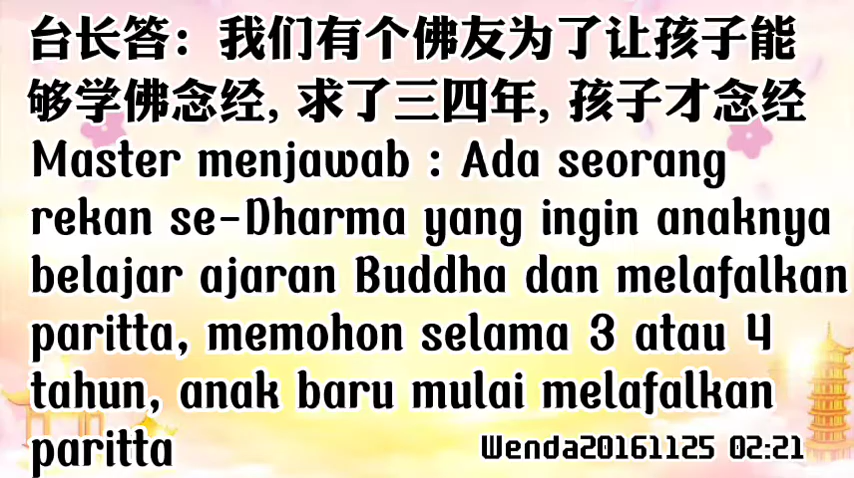 台长答：我们有个佛友为了让孩子能
够学佛念经, 求了三四年, 孩子才念经
Master menjawab : Ada seorang
rekan se-Dharma yang ingin anaknya
belajar ajaran Buddha dan melafalkan
paritta, memohon selama 3 atau 4
tahun, anak baru mulai melafalkan
paritta
Wenda20161125 02:21